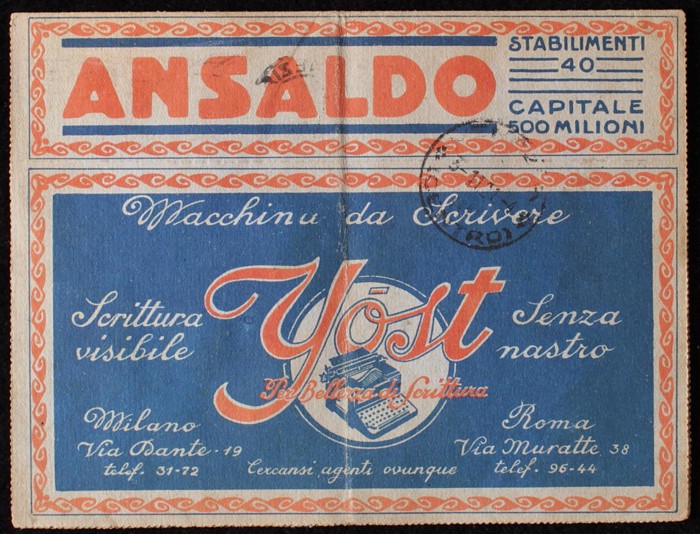 ANSALDO
STABILIMENTI
40
CAPITALE
500 MILIONI
Macchina da Scrivere
Yost
Scrittura
visibile
Senza
nastro
Per Bellezza di Scrittura
Milano
Via Dante - 19
telef. 31-72
Roma
Via Muratte 38
telef. 96-44
Cercansi agenti ovunque